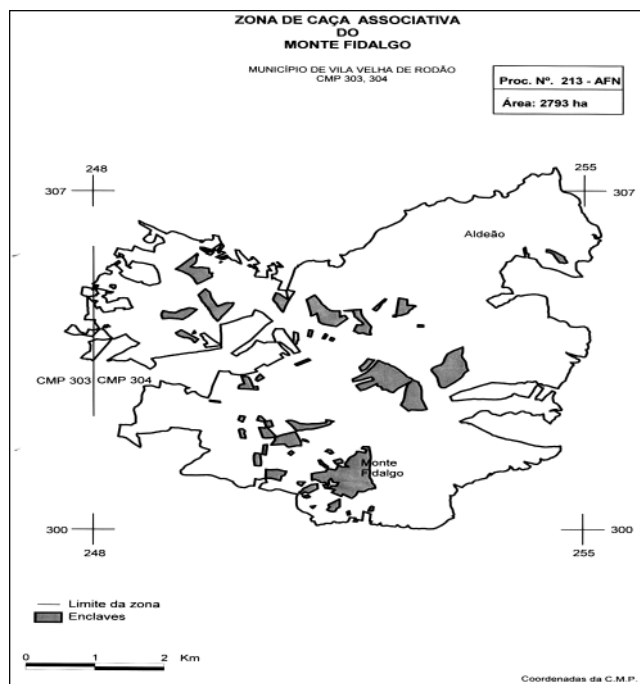 ZONA DE CAÇA ASSOCIATIVA
DO
MONTE FIDALGO
MUNICÍPIO DE VILA VELHA DE RODÃO
CMP 303, 304
Proc. Nº. 213 - AFN
Área: 2793 ha
248
255
307
307
Aldeão
CMP 303
CMP 304
Monte
Fidalgo
300
300
248
255
Limite da zona
Enclaves
0 1 2 Km
Coordenadas da C.M.P.